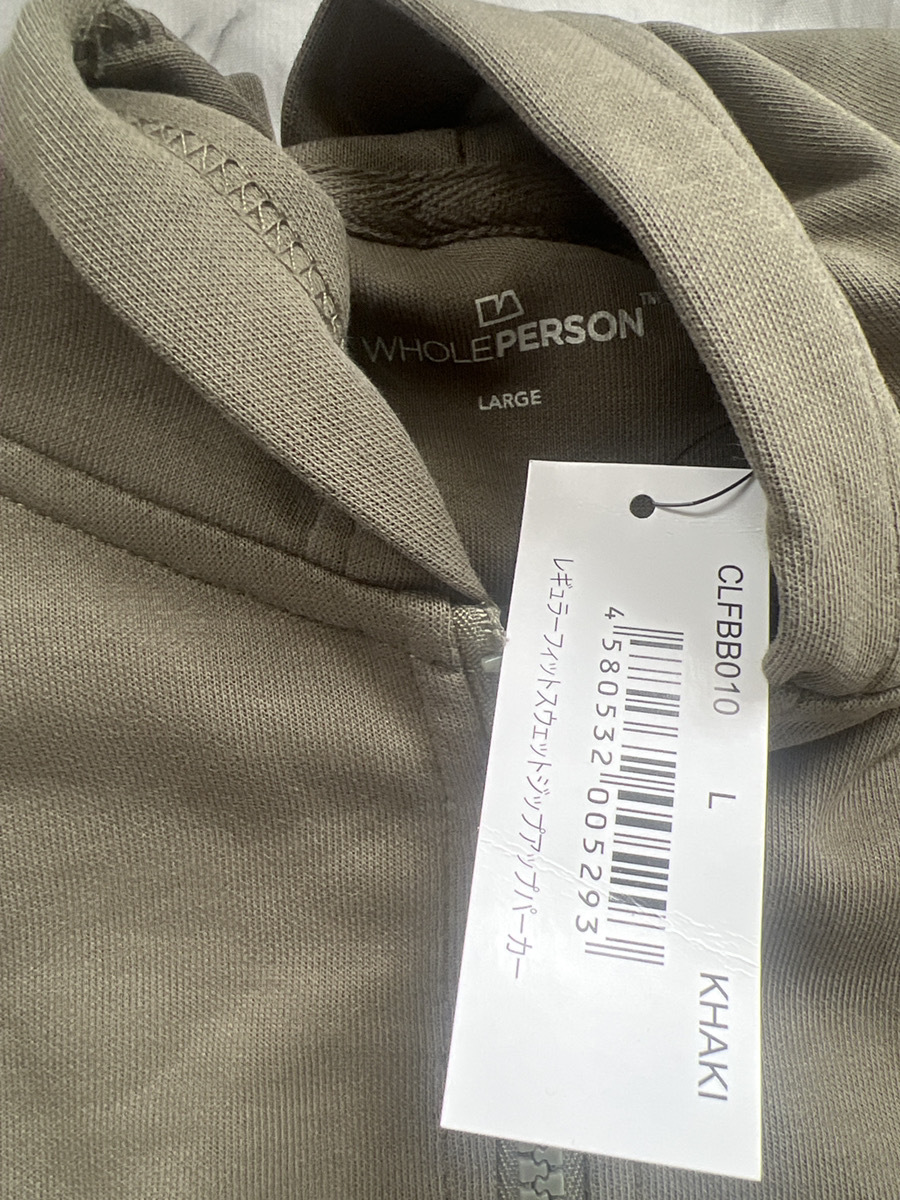 WHOLEPERSON™
LARGE
CLFBB010 L KHAKI
4 580532 005293
レギュラーフィットスウェットジップアップパーカー